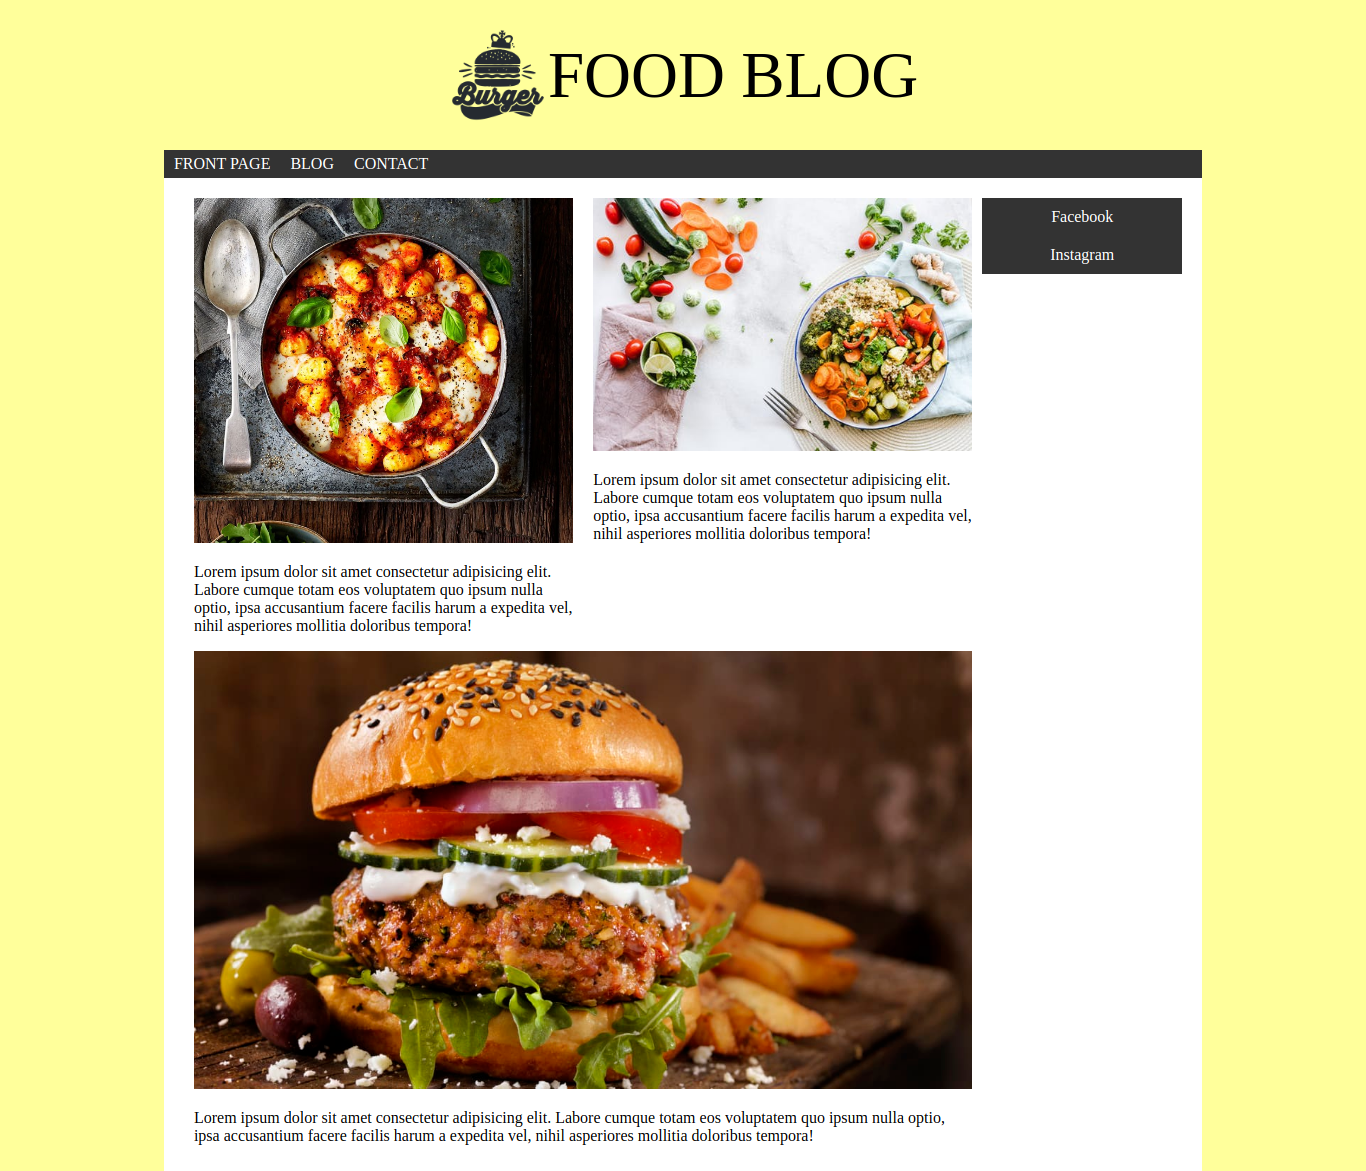 Burger
FOOD BLOG
FRONT PAGE BLOG CONTACT
Facebook
Instagram
Lorem ipsum dolor sit amet consectetur adipisicing elit.
Labore cumque totam eos voluptatem quo ipsum nulla
optio, ipsa accusantium facere facilis harum a expedita vel,
nihil asperiores mollitia doloribus tempora!
Lorem ipsum dolor sit amet consectetur adipisicing elit.
Labore cumque totam eos voluptatem quo ipsum nulla
optio, ipsa accusantium facere facilis harum a expedita vel,
nihil asperiores mollitia doloribus tempora!
Lorem ipsum dolor sit amet consectetur adipisicing elit. Labore cumque totam eos voluptatem quo ipsum nulla optio,
ipsa accusantium facere facilis harum a expedita vel, nihil asperiores mollitia doloribus tempora!